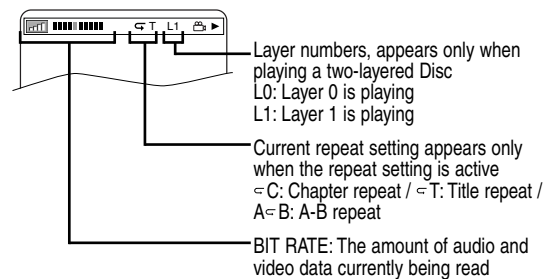 T L1
Layer numbers, appears only when
playing a two-layered Disc
L0: Layer 0 is playing
L1: Layer 1 is playing
Current repeat setting appears only
when the repeat setting is active
C: Chapter repeat / T: Title repeat /
A B: A-B repeat
BIT RATE: The amount of audio and
video data currently being read